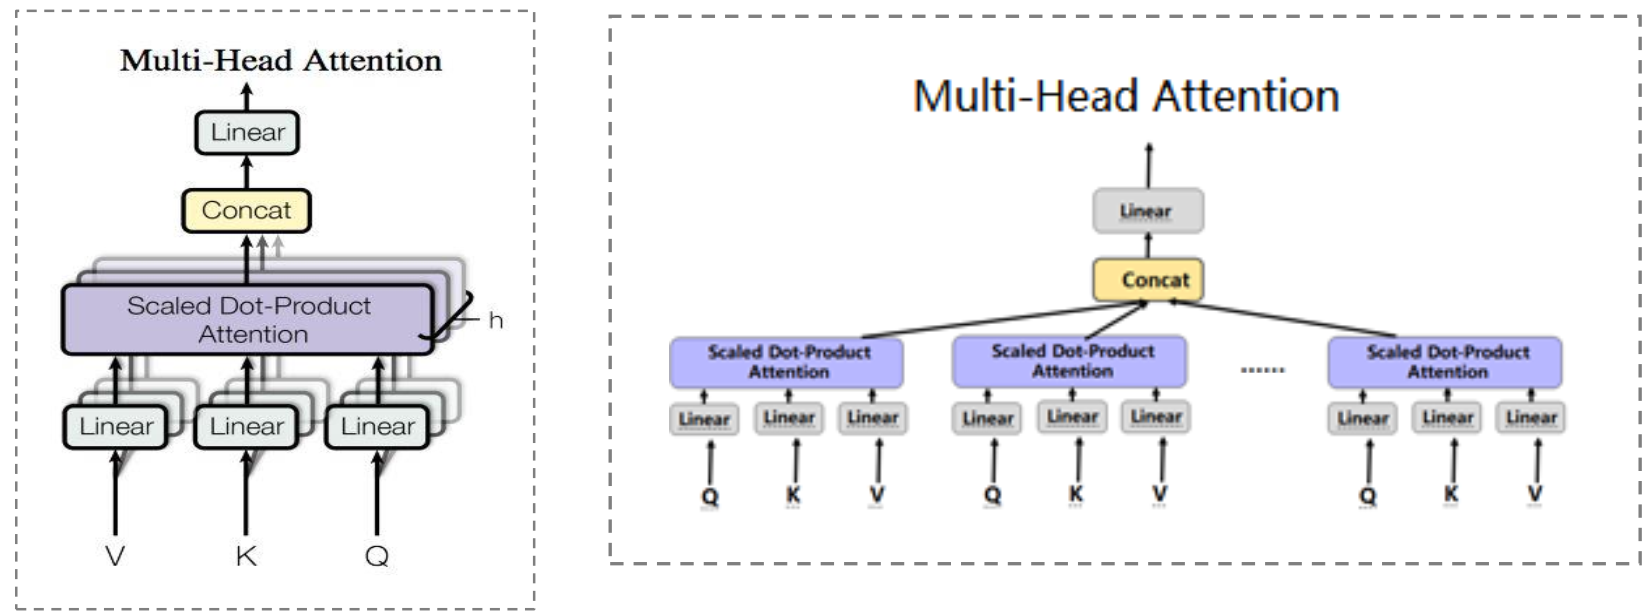 Multi-Head Attention
Linear
Concat
Scaled Dot-Product
Attention
h
Linear Linear Linear
V K Q
Multi-Head Attention
Linear
Concat
Scaled Dot-Product
Attention
Scaled Dot-Product
Attention
......
Scaled Dot-Product
Attention
Linear Linear Linear Linear Linear Linear Linear Linear Linear
Q K V Q K V Q K V